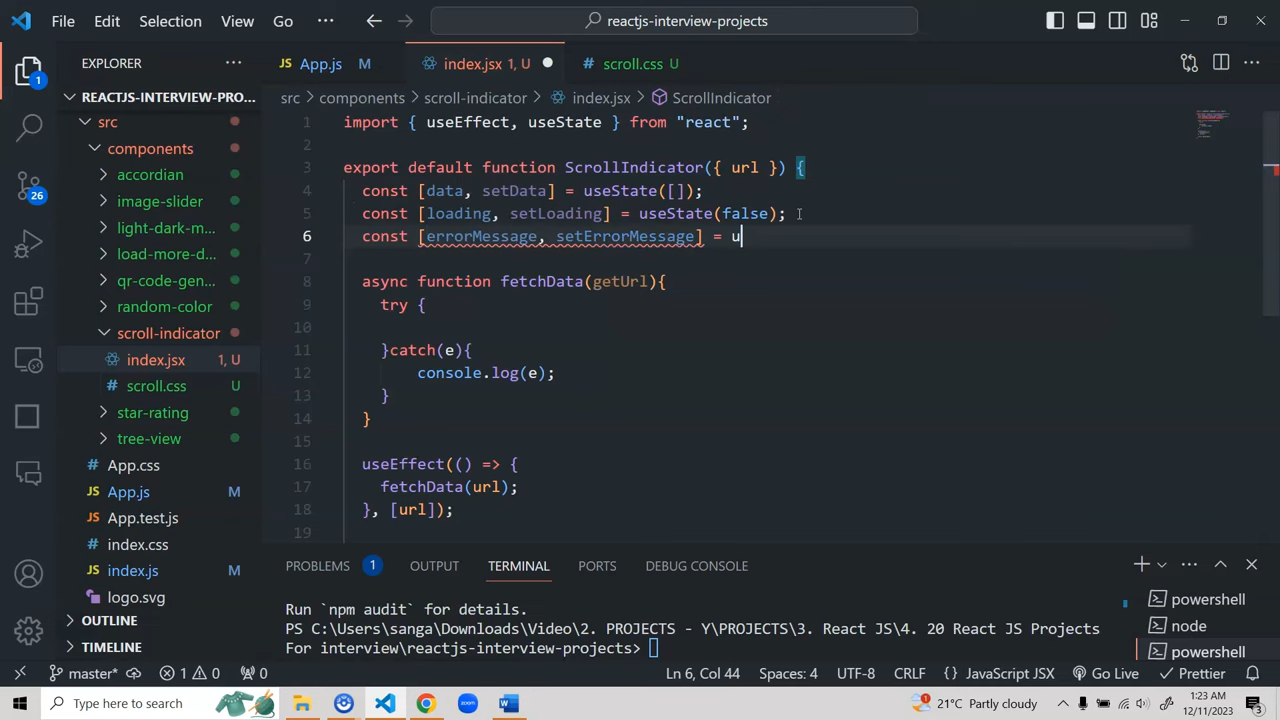 File Edit Selection View Go ··· reactjs-interview-projects
EXPLORER ···
App.js M
index.jsx 1, U
scroll.css U
REACTJS-INTERVIEW-PRO...
src > components > scroll-indicator > index.jsx > ScrollIndicator
src
components
accordian
image-slider
light-dark-m...
load-more-d...
qr-code-gen...
random-color
scroll-indicator
index.jsx 1, U
scroll.css U
star-rating
tree-view
App.css
App.js M
App.test.js
index.css
index.js M
logo.svg
OUTLINE
TIMELINE
1
26
1 import { useEffect, useState } from "react";
2
3 export default function ScrollIndicator({ url }) {
4 const [data, setData] = useState([]);
5 const [loading, setLoading] = useState(false);
6 const [errorMessage, setErrorMessage] = u
7
8 async function fetchData(getUrl){
9 try {
10
11 }catch(e){
12 console.log(e);
13 }
14 }
15
16 useEffect(() => {
17 fetchData(url);
18 }, [url]);
19
PROBLEMS 1 OUTPUT TERMINAL PORTS DEBUG CONSOLE
Run `npm audit` for details.
PS C:\Users\sanga\Downloads\Video\2. PROJECTS - Y\PROJECTS\3. React JS\4. 20 React JS Projects
For interview\reactjs-interview-projects>
powershell
node
powershell
master* 1 0 0 Ln 6, Col 44 Spaces: 4 UTF-8 CRLF {} JavaScript JSX Go Live Prettier
Type here to search
21°C Partly cloudy
1:23 AM
12/11/2023
3